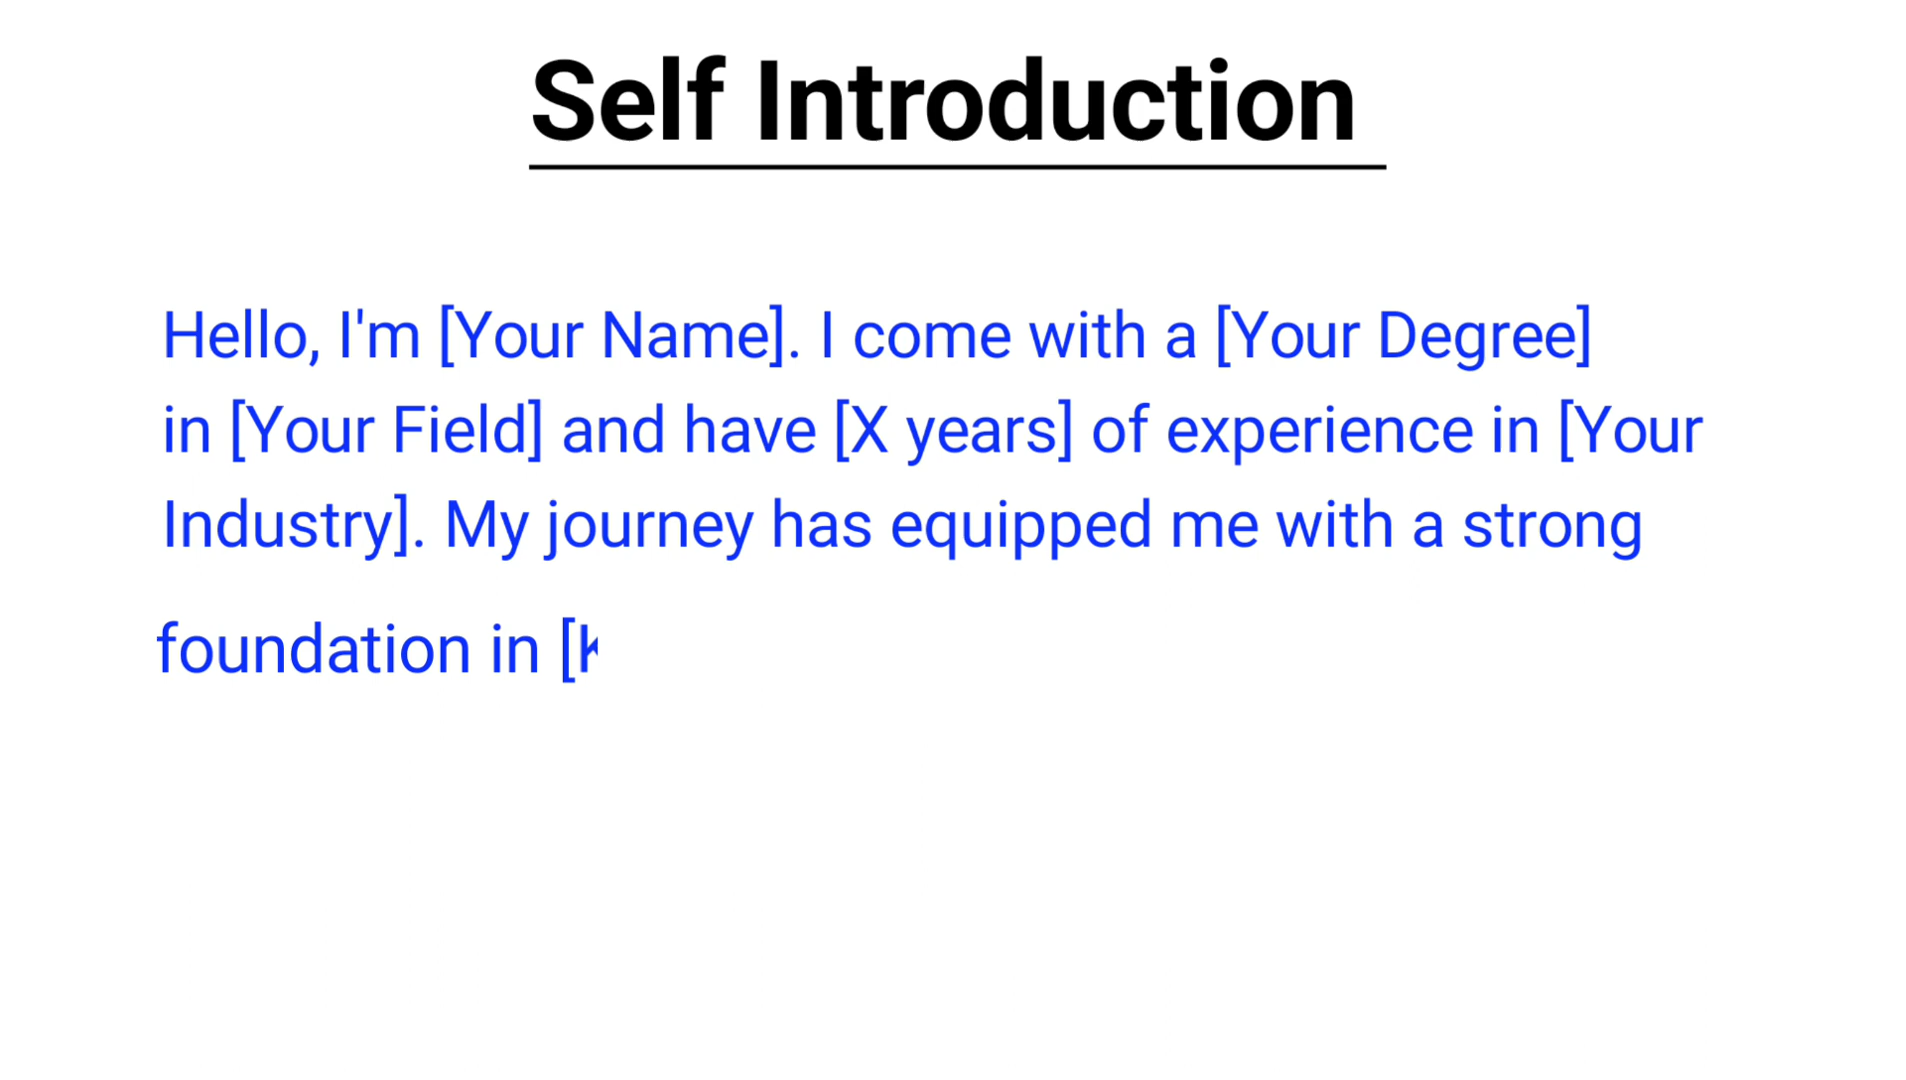 Self Introduction
Hello, I'm [Your Name]. I come with a [Your Degree]
in [Your Field] and have [X years] of experience in [Your
Industry]. My journey has equipped me with a strong
foundation in [